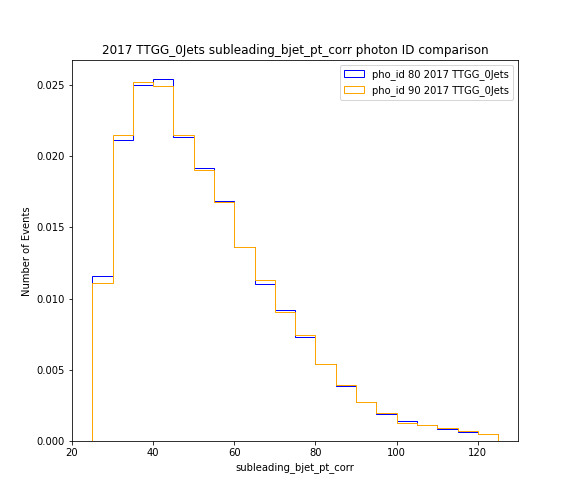 2017 TTGG_0Jets subleading_bjet_pt_corr photon ID comparison
pho_id 80 2017 TTGG_0Jets
pho_id 90 2017 TTGG_0Jets
Number of Events
0.025
0.020
0.015
0.010
0.005
0.000
20 40 60 80 100 120
subleading_bjet_pt_corr